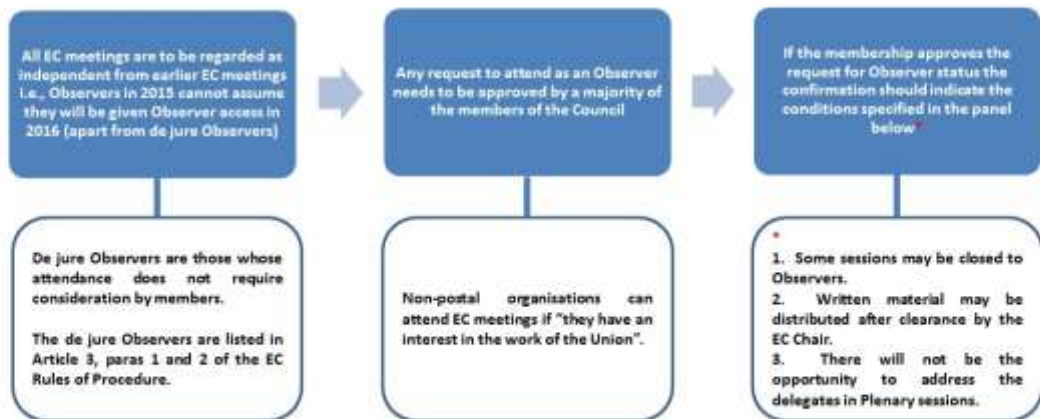 All EC meetings are to be regarded as
independent from earlier EC meetings
i.e., Observers in 2015 cannot assume
they will be given Observer access in
2016 (apart from de jure Observers)
Any request to attend as an Observer
needs to be approved by a majority of
the members of the Council
If the membership approves the
request for Observer status the
confirmation should indicate the
conditions specified in the panel
below*
De jure Observers are those whose
attendance does not require
consideration by members.
The de jure Observers are listed in
Article 3, paras 1 and 2 of the EC
Rules of Procedure.
Non-postal organisations can
attend EC meetings if "they have an
interest in the work of the Union".
*
1. Some sessions may be closed to
Observers.
2. Written material may be
distributed after clearance by the
EC Chair.
3. There will not be the
opportunity to address the
delegates in Plenary sessions.